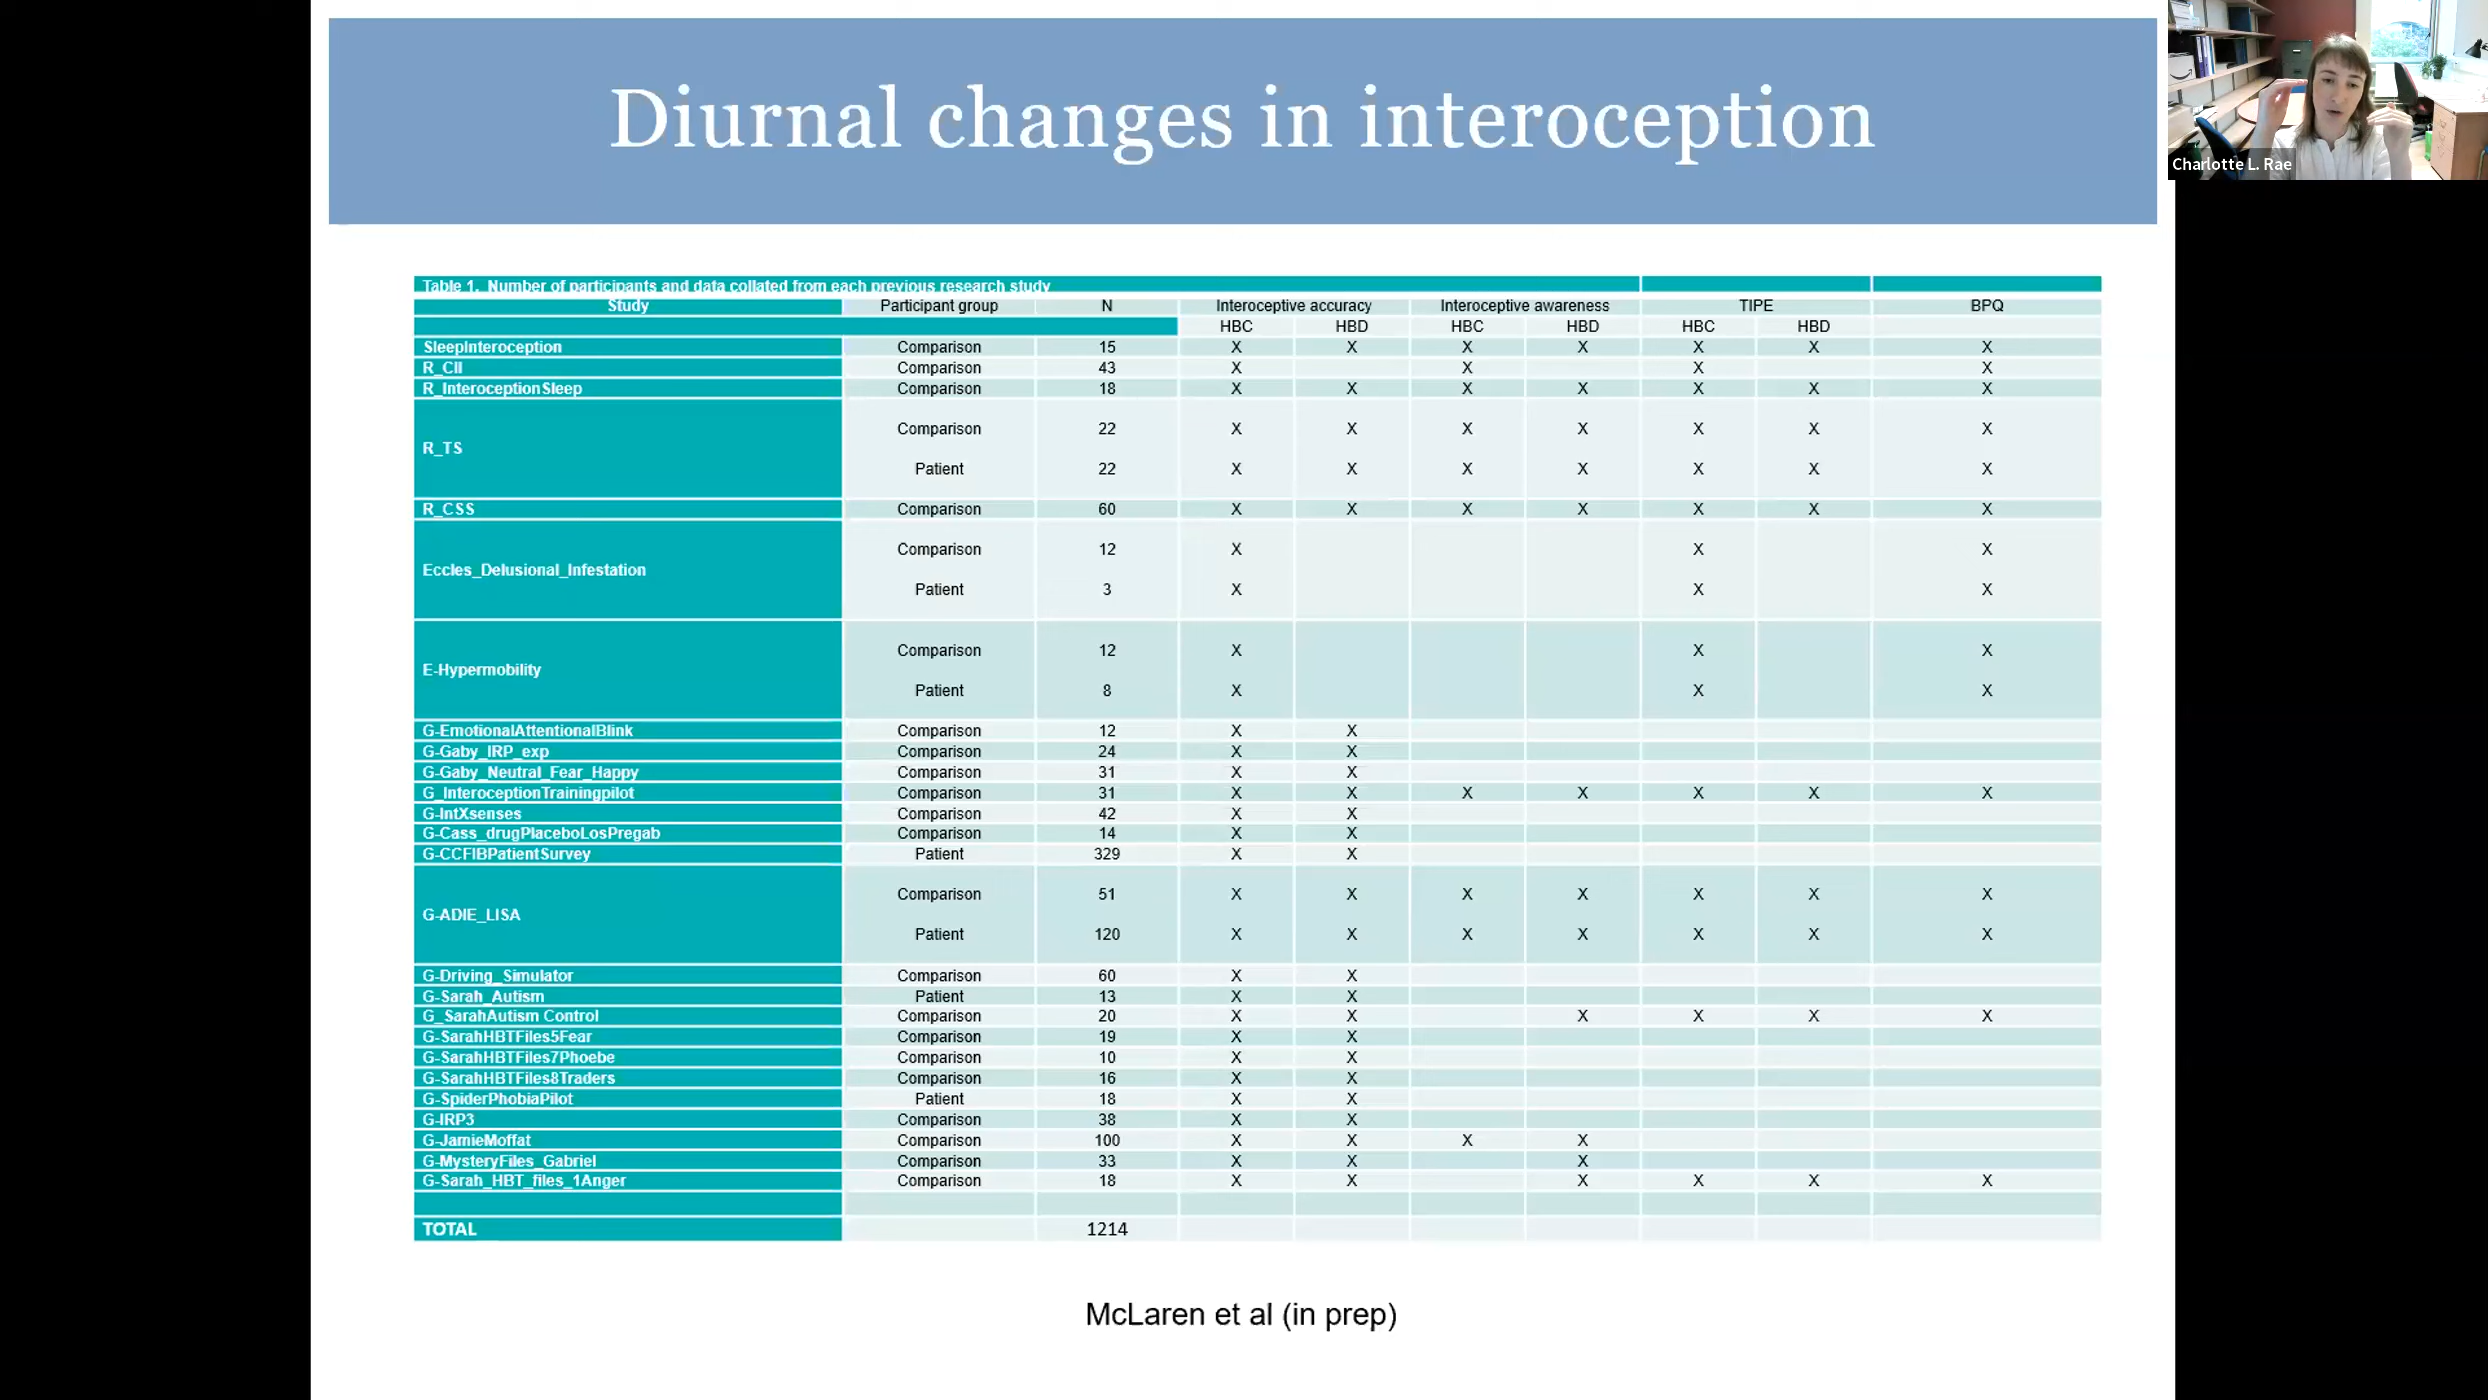 Diurnal changes in interoception
Charlotte L. Rae
Table 1. Number of participants and data collated from each previous research study
Study Participant group N Interoceptive accuracy Interoceptive awareness TIPE BPQ
HBC HBD HBC HBD HBC HBD
SleepInteroception Comparison 15 X X X X X X X
R_CII Comparison 43 X X X X
R_InteroceptionSleep Comparison 18 X X X X X X X
R_TS
Comparison 22 X X X X X X X
Patient 22 X X X X X X X
R_CSS Comparison 60 X X X X X X X
Eccles_Delusional_Infestation
Comparison 12 X X X
Patient 3 X X X
E-Hypermobility
Comparison 12 X X X
Patient 8 X X X
G-EmotionalAttentionalBlink Comparison 12 X X
G-Gaby_IRP_exp Comparison 24 X X
G-Gaby_Neutral_Fear_Happy Comparison 31 X X
G_InteroceptionTrainingpilot Comparison 31 X X X X X X X
G-IntXsenses Comparison 42 X X
G-Cass_drugPlaceboLosPregab Comparison 14 X X
G-CCFIBPatientSurvey Patient 329 X X
G-ADIE_LISA
Comparison 51 X X X X X X X
Patient 120 X X X X X X X
G-Driving_Simulator Comparison 60 X X
G-Sarah_Autism Patient 13 X X
G_SarahAutism Control Comparison 20 X X X X X X
G-SarahHBTFiles5Fear Comparison 19 X X
G-SarahHBTFiles7Phoebe Comparison 10 X X
G-SarahHBTFiles8Traders Comparison 16 X X
G-SpiderPhobiaPilot Patient 18 X X
G-IRP3 Comparison 38 X X
G-JamieMoffat Comparison 100 X X X X
G-MysteryFiles_Gabriel Comparison 33 X X X
G-Sarah_HBT_files_1Anger Comparison 18 X X X X X X
TOTAL 1214
McLaren et al (in prep)